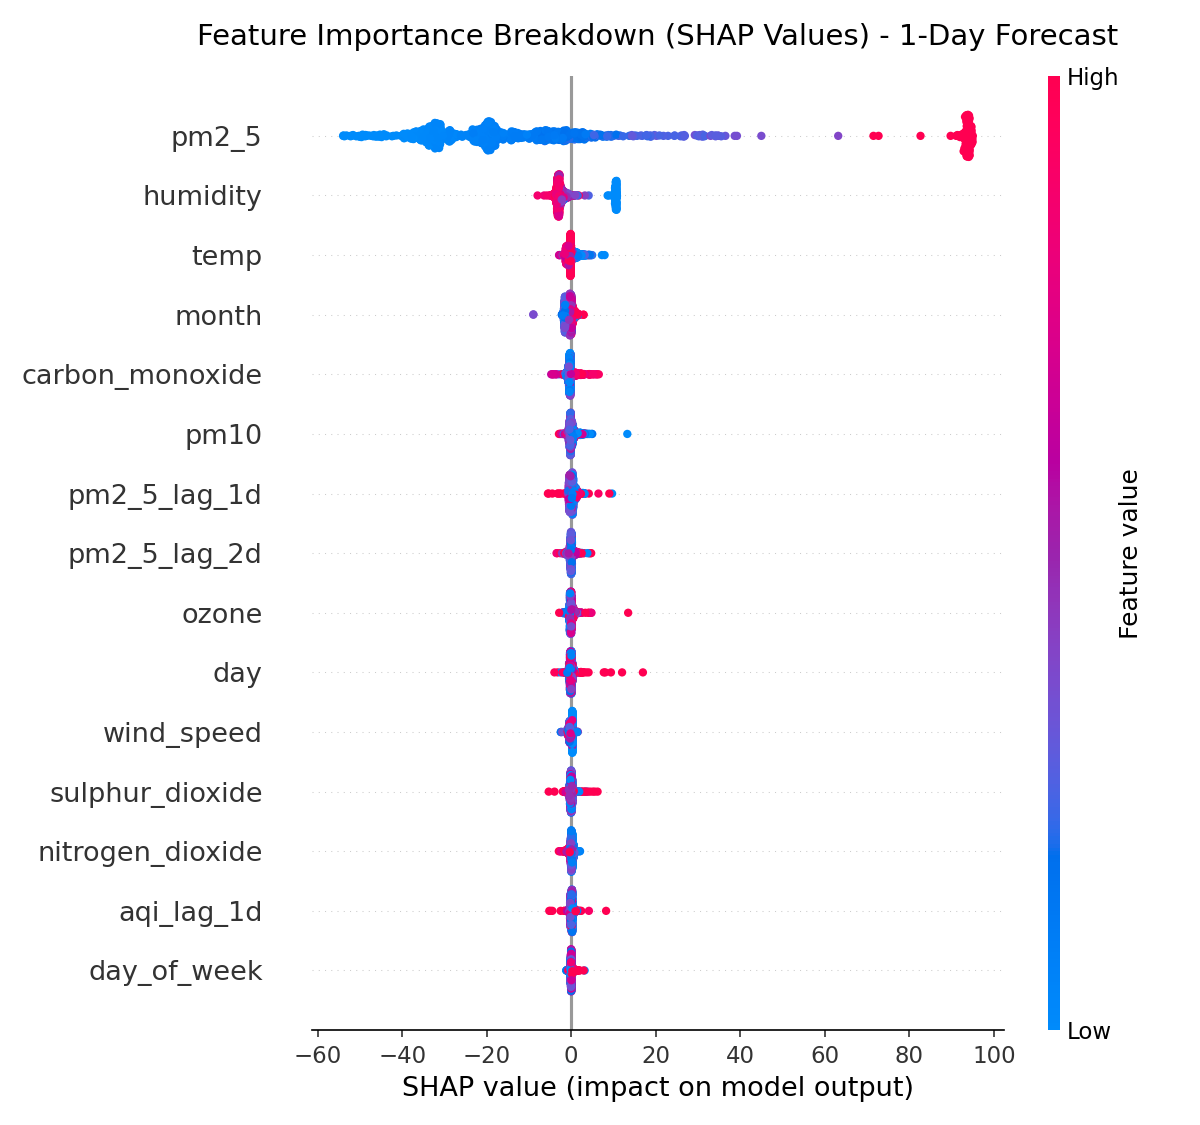 Feature Importance Breakdown (SHAP Values) - 1-Day Forecast
High
pm2_5
humidity
temp
month
carbon_monoxide
pm10
pm2_5_lag_1d
pm2_5_lag_2d
ozone
day
wind_speed
sulphur_dioxide
nitrogen_dioxide
aqi_lag_1d
day_of_week
Feature value
Low
−60 −40 −20 0 20 40 60 80 100
SHAP value (impact on model output)